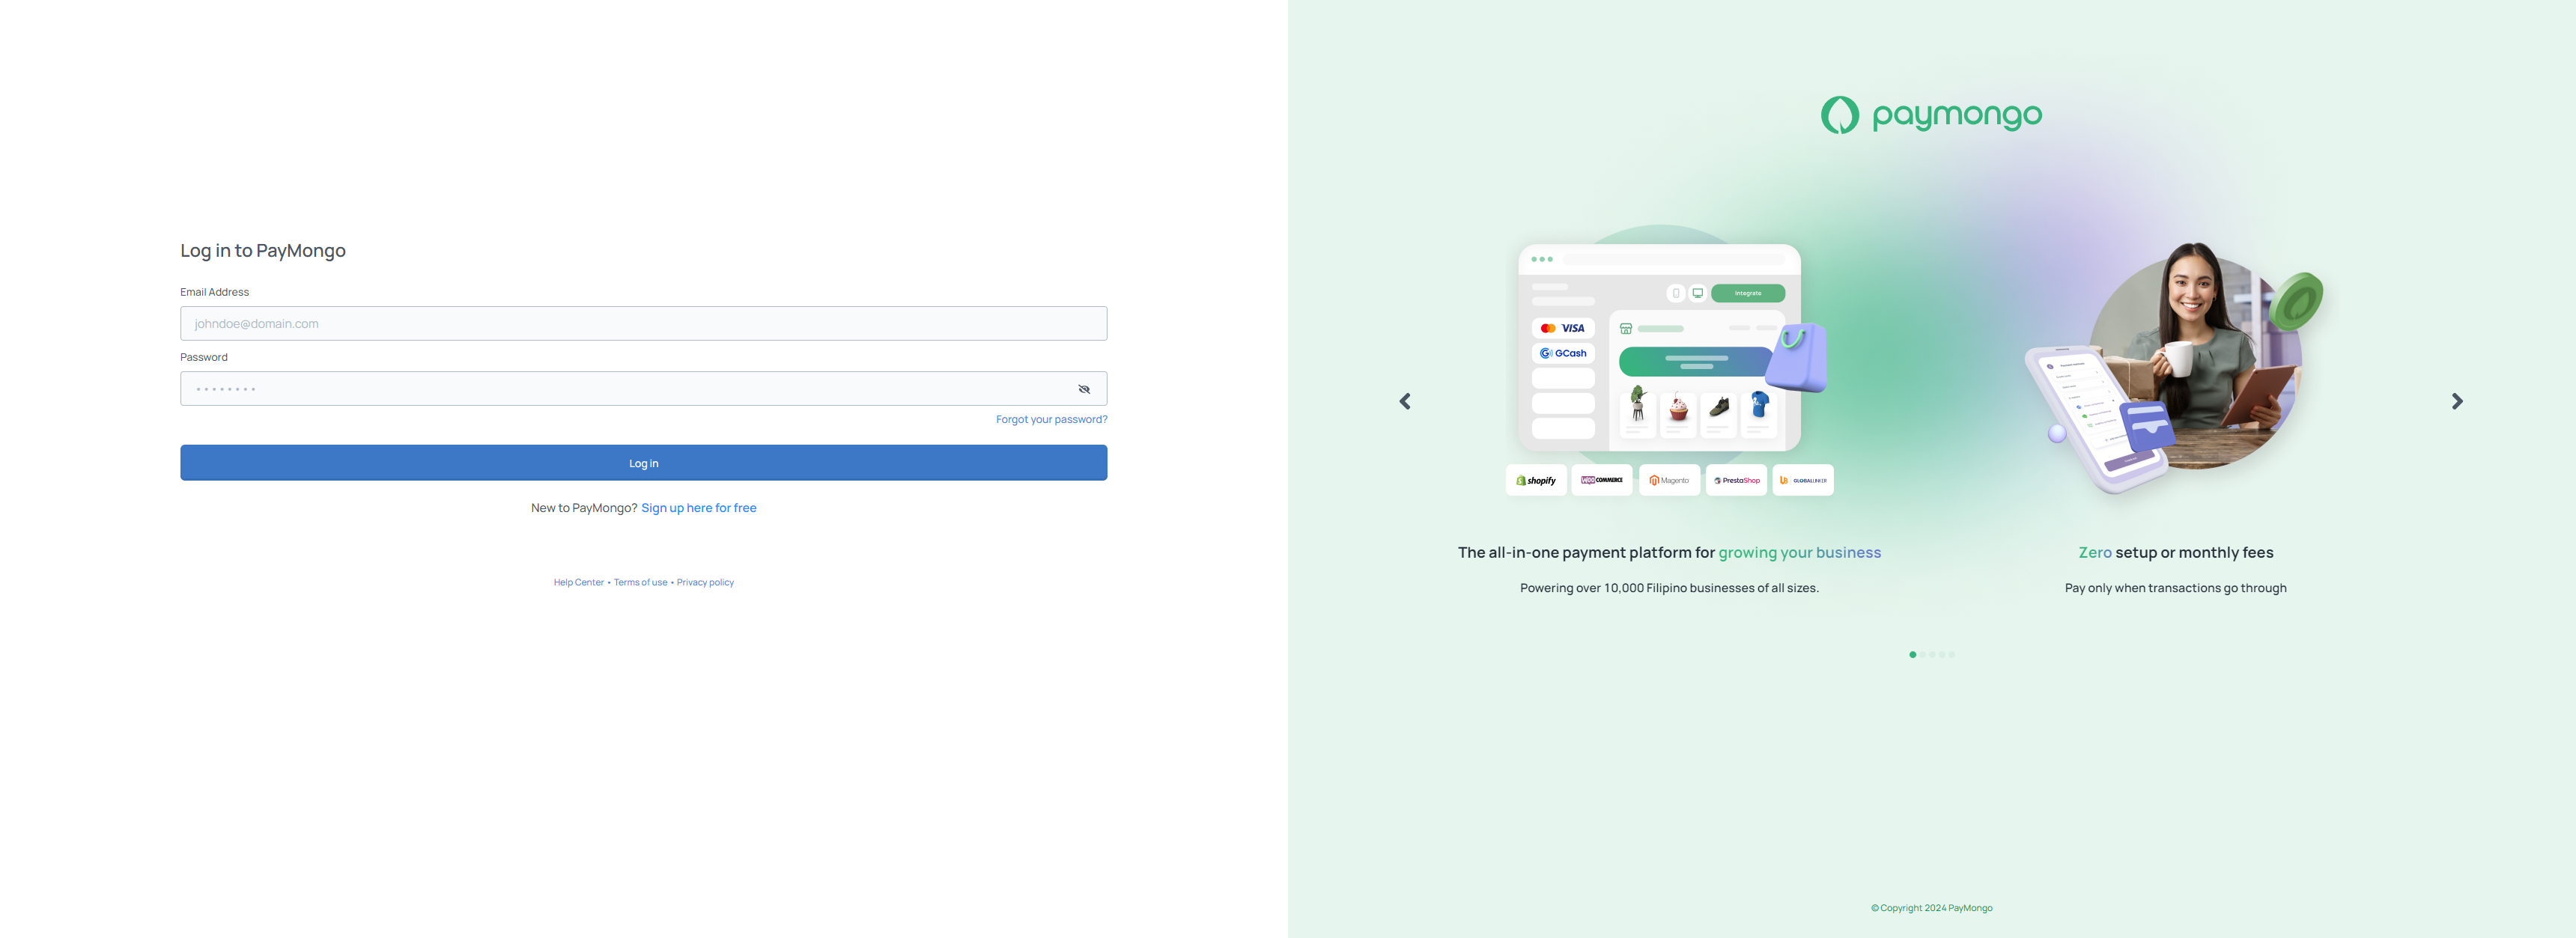 Log in to PayMongo
Email Address
johndoe@domain.com
Password
Forgot your password?
Log in
New to PayMongo? Sign up here for free
Help Center • Terms of use • Privacy policy
paymongo
Integrate
VISA
GCash
shopify
WOO COMMERCE
Magento
PrestaShop
The all-in-one payment platform for growing your business
Powering over 10,000 Filipino businesses of all sizes.
Zero setup or monthly fees
Pay only when transactions go through
© Copyright 2024 PayMongo